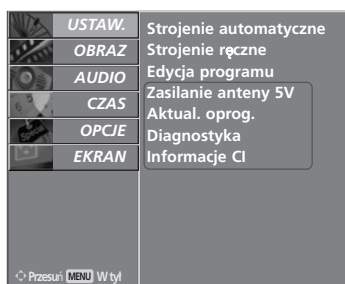 USTAW.
OBRAZ
AUDIO
CZAS
OPCJE
EKRAN
Strojenie automatyczne
Strojenie ręczne
Edycja programu
Zasilanie anteny 5V
Aktual. oprog.
Diagnostyka
Informacje CI
Przesuń MENU W tył